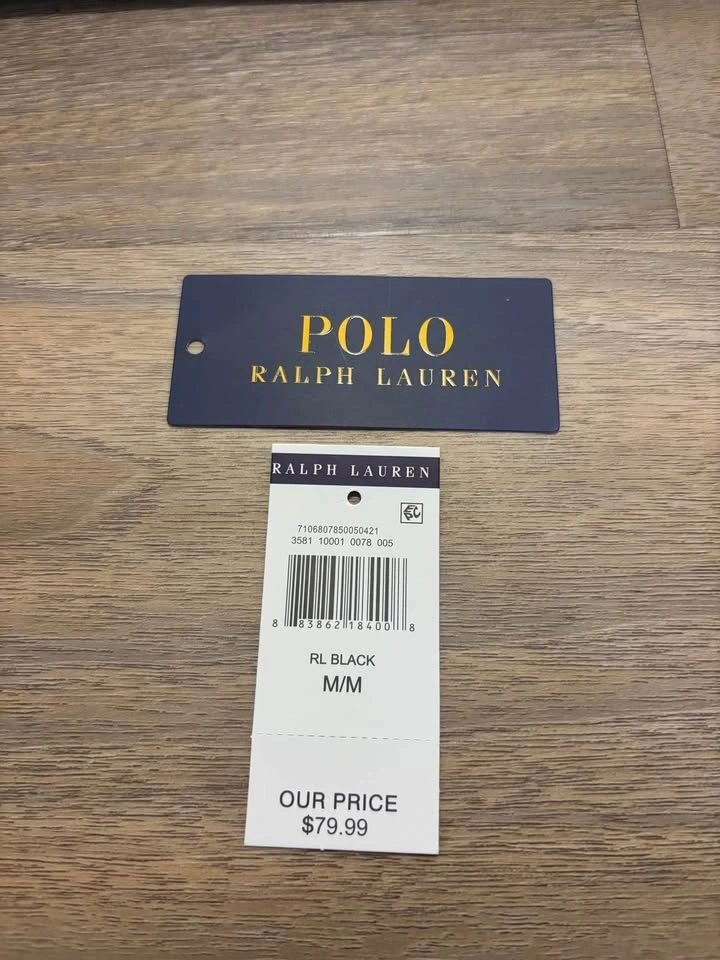 POLO
RALPH LAUREN
RALPH LAUREN
7106807850050421
3581 10001 0078 005
8 83862 18400 8
RL BLACK
M/M
OUR PRICE
$79.99